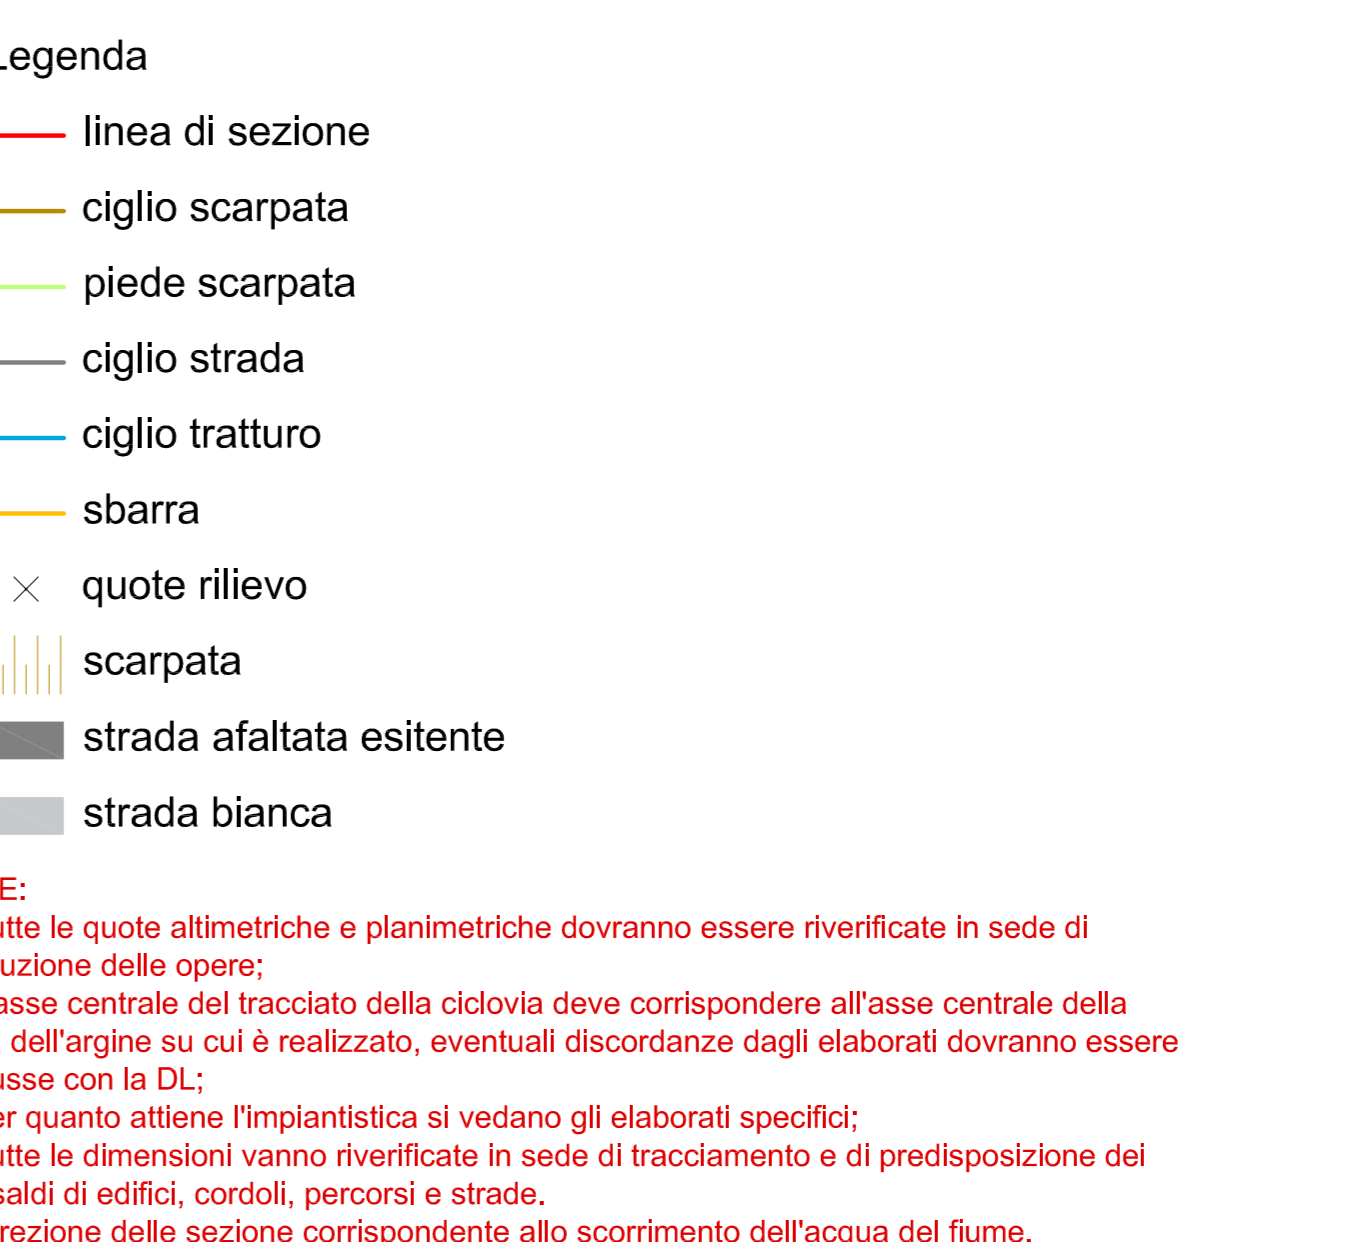 Legenda
linea di sezione
ciglio scarpata
piede scarpata
ciglio strada
ciglio tratturo
sbarra
quote rilievo
scarpata
strada afaltata esitente
strada bianca
E:
utte le quote altimetriche e planimetriche dovranno essere riverificate in sede di
uzione delle opere;
asse centrale del tracciato della ciclovia deve corrispondere all'asse centrale della
dell'argine su cui è realizzato, eventuali discordanze dagli elaborati dovranno essere
usse con la DL;
er quanto attiene l'impiantistica si vedano gli elaborati specifici;
utte le dimensioni vanno riverificate in sede di tracciamento e di predisposizione dei
saldi di edifici, cordoli, percorsi e strade.
rezione delle sezione corrispondente allo scorrimento dell'acqua del fiume.